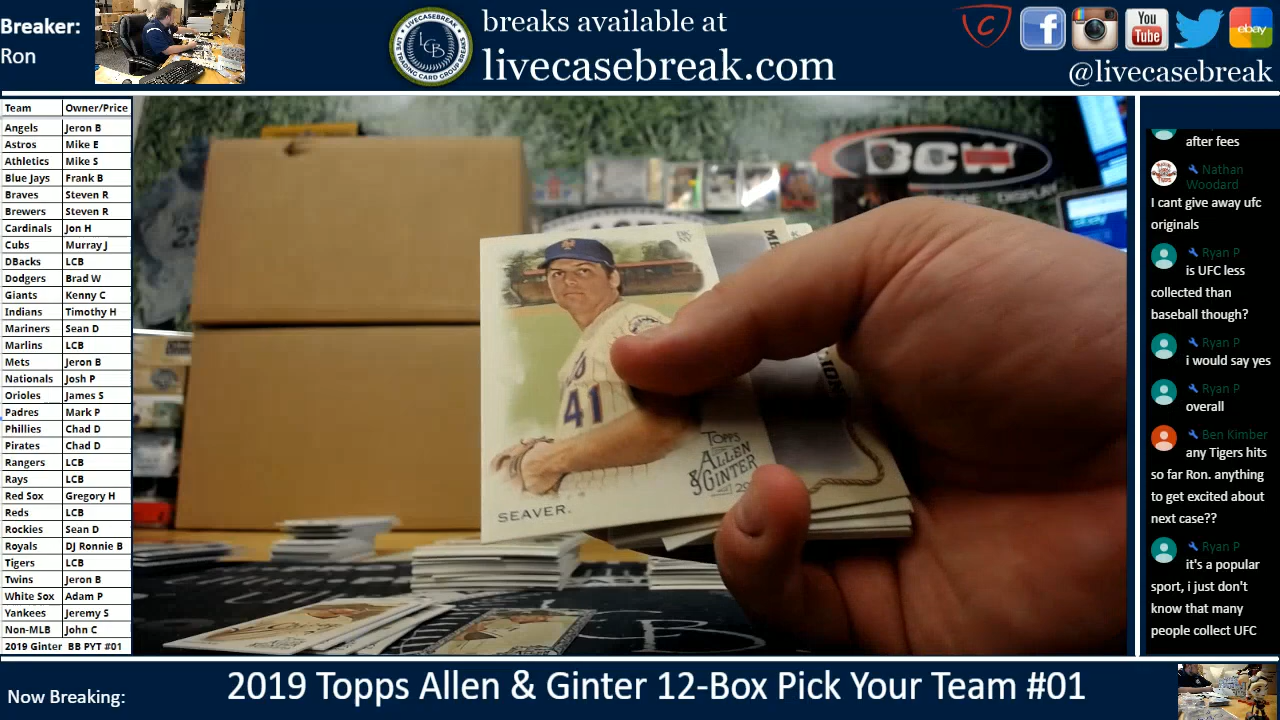 Breaker:
Ron
LCB
breaks available at
livecasebreak.com
You
Tube
ebay
@livecasebreak
Team Owner/Price
Angels Jeron B
Astros Mike E
Athletics Mike S
Blue Jays Frank B
Braves Steven R
Brewers Steven R
Cardinals Jon H
Cubs Murray J
DBacks LCB
Dodgers Brad W
Giants Kenny C
Indians Timothy H
Mariners Sean D
Marlins LCB
Mets Jeron B
Nationals Josh P
Orioles James S
Padres Mark P
Phillies Chad D
Pirates Chad D
Rangers LCB
Rays LCB
Red Sox Gregory H
Reds LCB
Rockies Sean D
Royals DJ Ronnie B
Tigers LCB
Twins Jeron B
White Sox Adam P
Yankees Jeremy S
Non-MLB John C
2019 Ginter BB PYT #01
BCW
41
TOPPS
ALLEN
& GINTER
SEAVER.
after fees
Nathan
Woodard
I cant give away ufc
originals
Ryan P
is UFC less
collected than
baseball though?
Ryan P
i would say yes
Ryan P
overall
Ben Kimber
any Tigers hits
so far Ron. anything
to get excited about
next case??
Ryan P
it's a popular
sport, i just don't
know that many
people collect UFC
Now Breaking:
2019 Topps Allen & Ginter 12-Box Pick Your Team #01